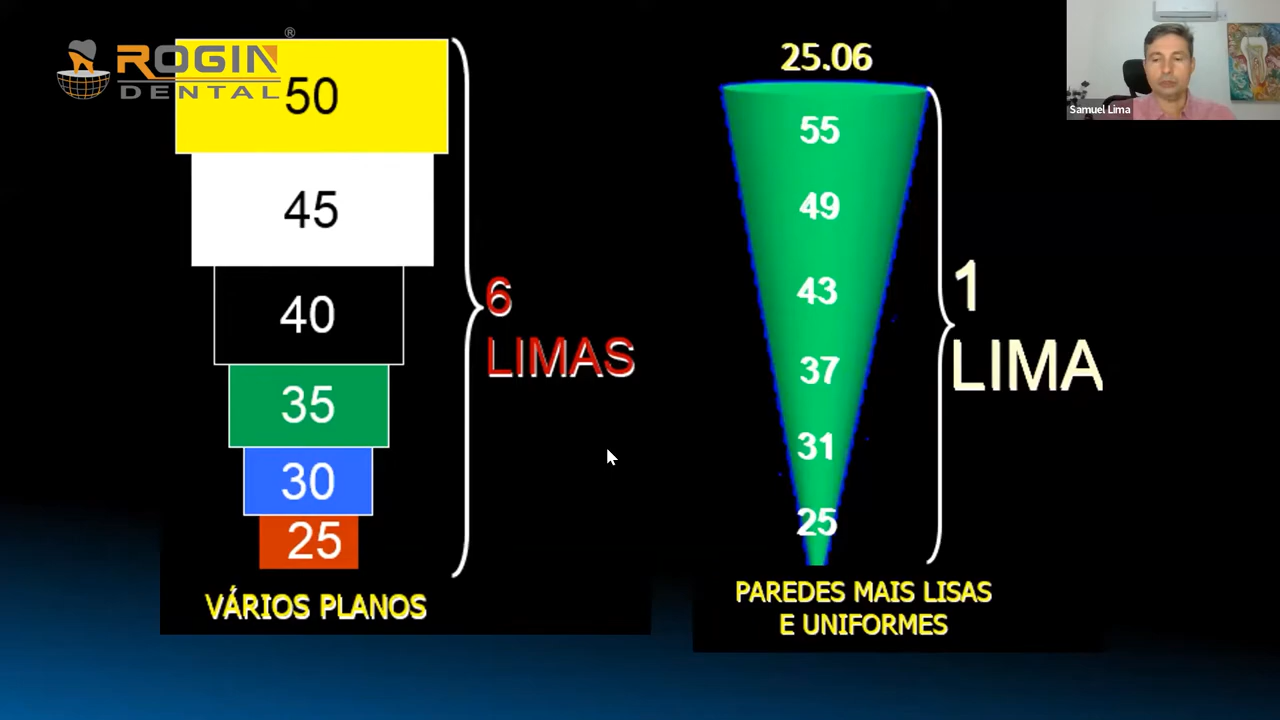 ROGIN®
DENTAL
50
45
40
35
30
25
6
LIMAS
VÁRIOS PLANOS
25.06
55
49
43
37
31
25
1
LIMA
PAREDES MAIS LISAS
E UNIFORMES
Samuel Lima